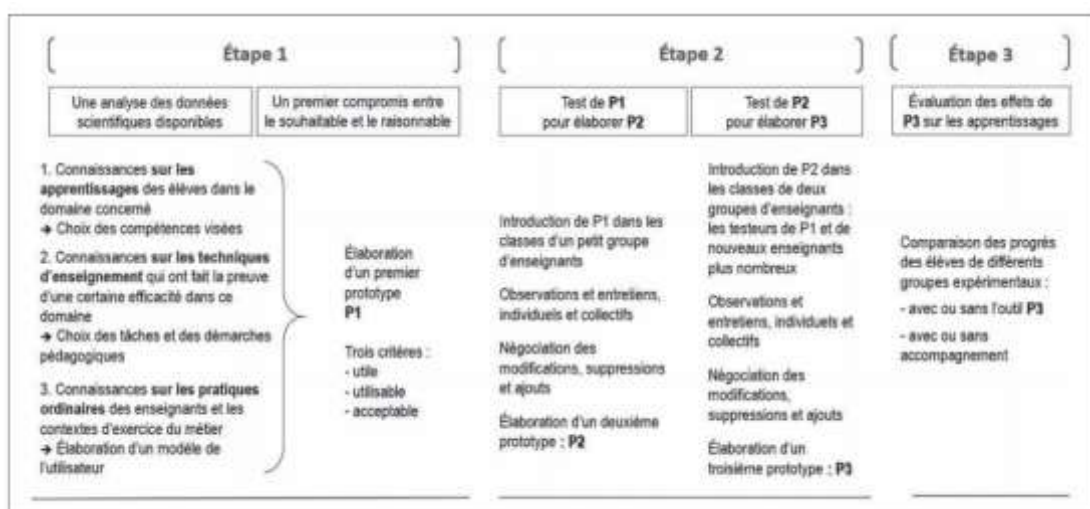 Étape 1
Une analyse des données
scientifiques disponibles
Un premier compromis entre
le souhaitable et le raisonnable
1. Connaissances sur les
apprentissages des élèves dans le
domaine concerné
→ Choix des compétences visées
2. Connaissances sur les techniques
d'enseignement qui ont fait la preuve
d'une certaine efficacité dans ce
domaine
→ Choix des tâches et des démarches
pédagogiques
3. Connaissances sur les pratiques
ordinaires des enseignants et les
contextes d'exercice du métier
→ Élaboration d'un modèle de
l'utilisateur
Élaboration
d'un premier
prototype
P1
Trois critères :
- utile
- utilisable
- acceptable
Étape 2
Test de P1
pour élaborer P2
Introduction de P1 dans les
classes d'un petit groupe
d'enseignants
Observations et entretiens,
individuels et collectifs
Négociation des
modifications, suppressions
et ajouts
Élaboration d'un deuxième
prototype : P2
Test de P2
pour élaborer P3
Introduction de P2 dans
les classes de deux
groupes d'enseignants :
les testeurs de P1 et de
nouveaux enseignants
plus nombreux
Observations et
entretiens, individuels et
collectifs
Négociation des
modifications,
suppressions et ajouts
Élaboration d'un
troisième prototype : P3
Étape 3
Évaluation des effets de
P3 sur les apprentissages
Comparaison des progrès
des élèves de différents
groupes expérimentaux :
- avec ou sans l'outil P3
- avec ou sans
accompagnement